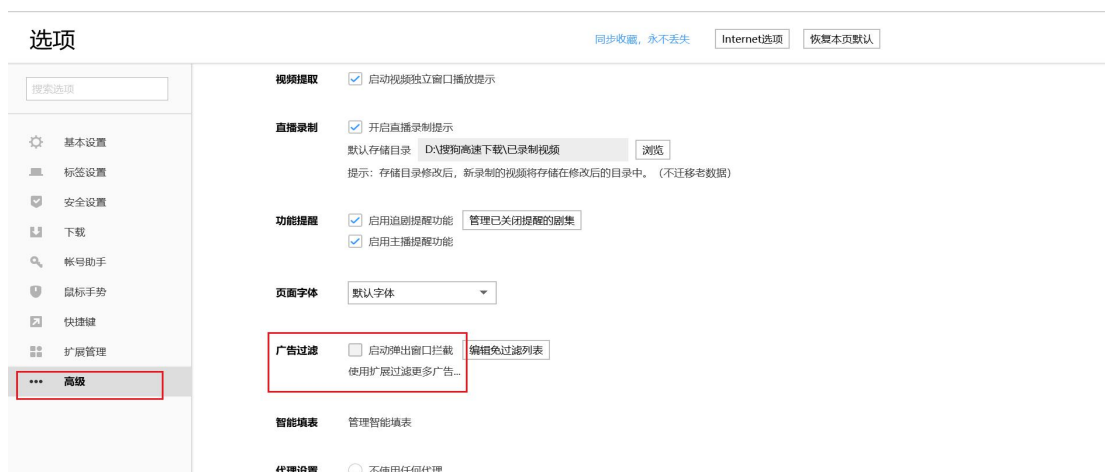 选项
同步收藏，永不丢失 Internet选项 恢复本页默认
搜索选项
基本设置
标签设置
安全设置
下载
帐号助手
鼠标手势
快捷键
扩展管理
高级
视频提取 启动视频独立窗口播放提示
直播录制 开启直播录制提示
默认存储目录 D:\搜狗高速下载\已录制视频 浏览
提示：存储目录修改后，新录制的视频将存储在修改后的目录中。（不迁移老数据）
功能提醒 启用追剧提醒功能 管理已关闭提醒的剧集
启用主播提醒功能
页面字体 默认字体
广告过滤 启动弹出窗口拦截 编辑免过滤列表
使用扩展过滤更多广告...
智能填表 管理智能填表
代理设置 不使用任何代理